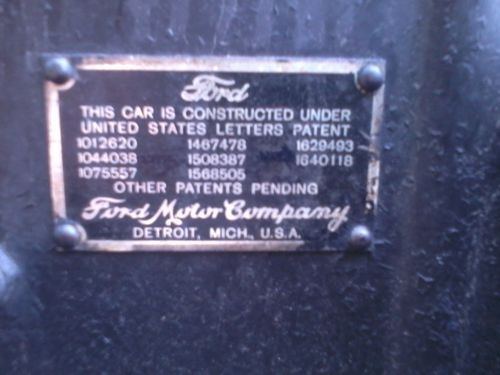 Ford
THIS CAR IS CONSTRUCTED UNDER
UNITED STATES LETTERS PATENT
1012620 1467478 1629493
1044038 1508387 1640118
1075557 1568505
OTHER PATENTS PENDING
Ford Motor Company
DETROIT, MICH., U.S.A.